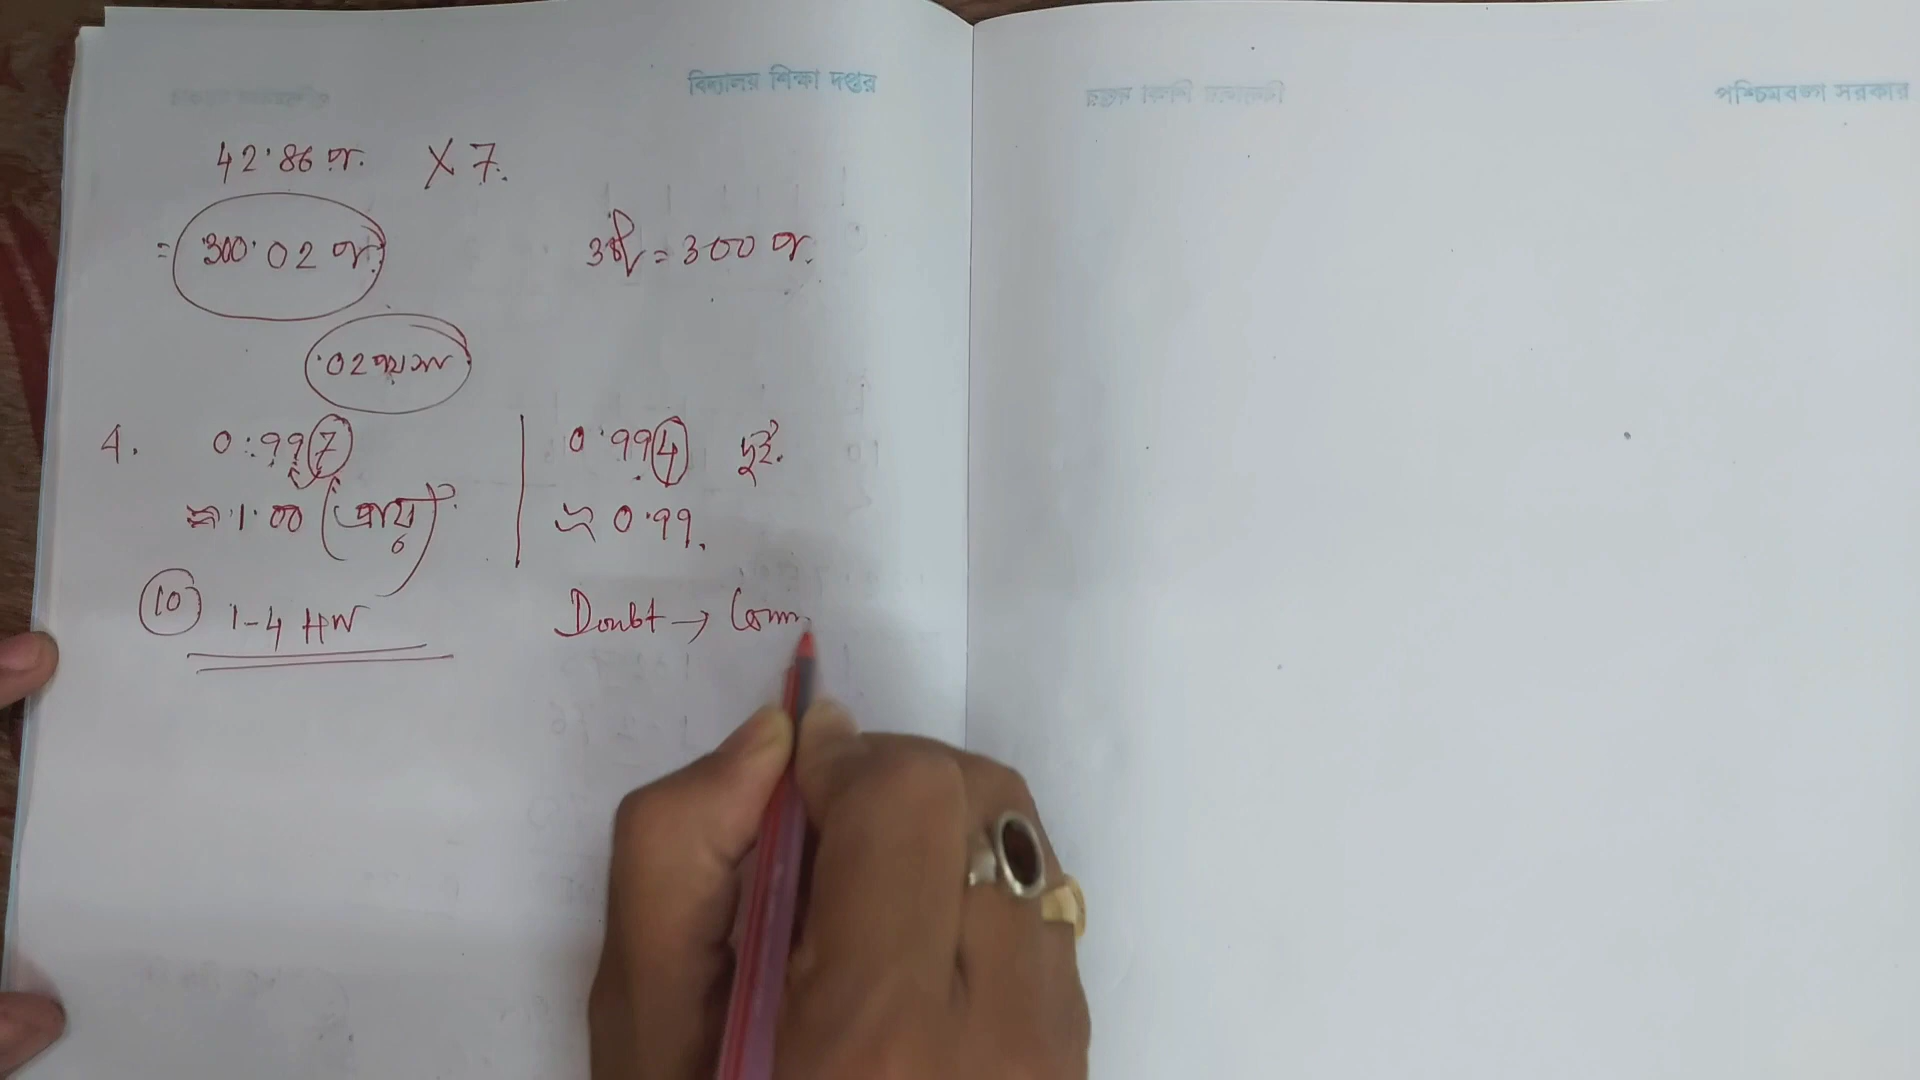 বিদ্যালয় শিক্ষা দপ্তর
পশ্চিমবঙ্গ সরকার
42.86 প. × 7.
= 300.02 প.
= 300 প.
.02 পয়সা
4. 0.997
≈ 1.00 (প্রায়)
0.994 দুই.
≈ 0.99.
10 1-4 HW
Doubt → Comm